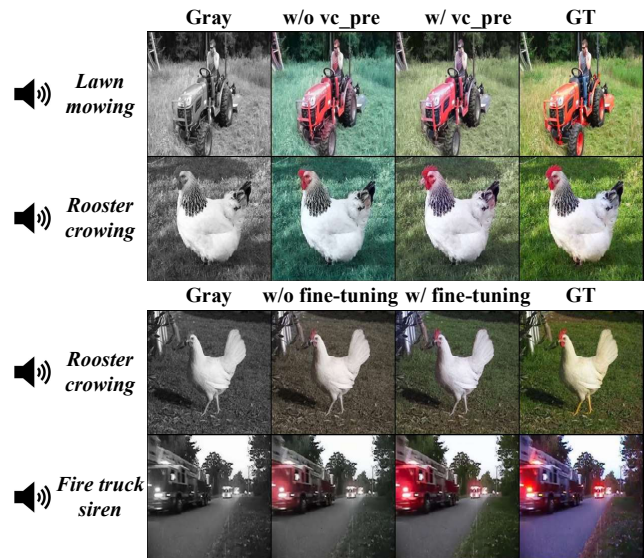 Gray w/o vc_pre w/ vc_pre GT
Lawn
mowing
Rooster
crowing
Gray w/o fine-tuning w/ fine-tuning GT
Rooster
crowing
Fire truck
siren